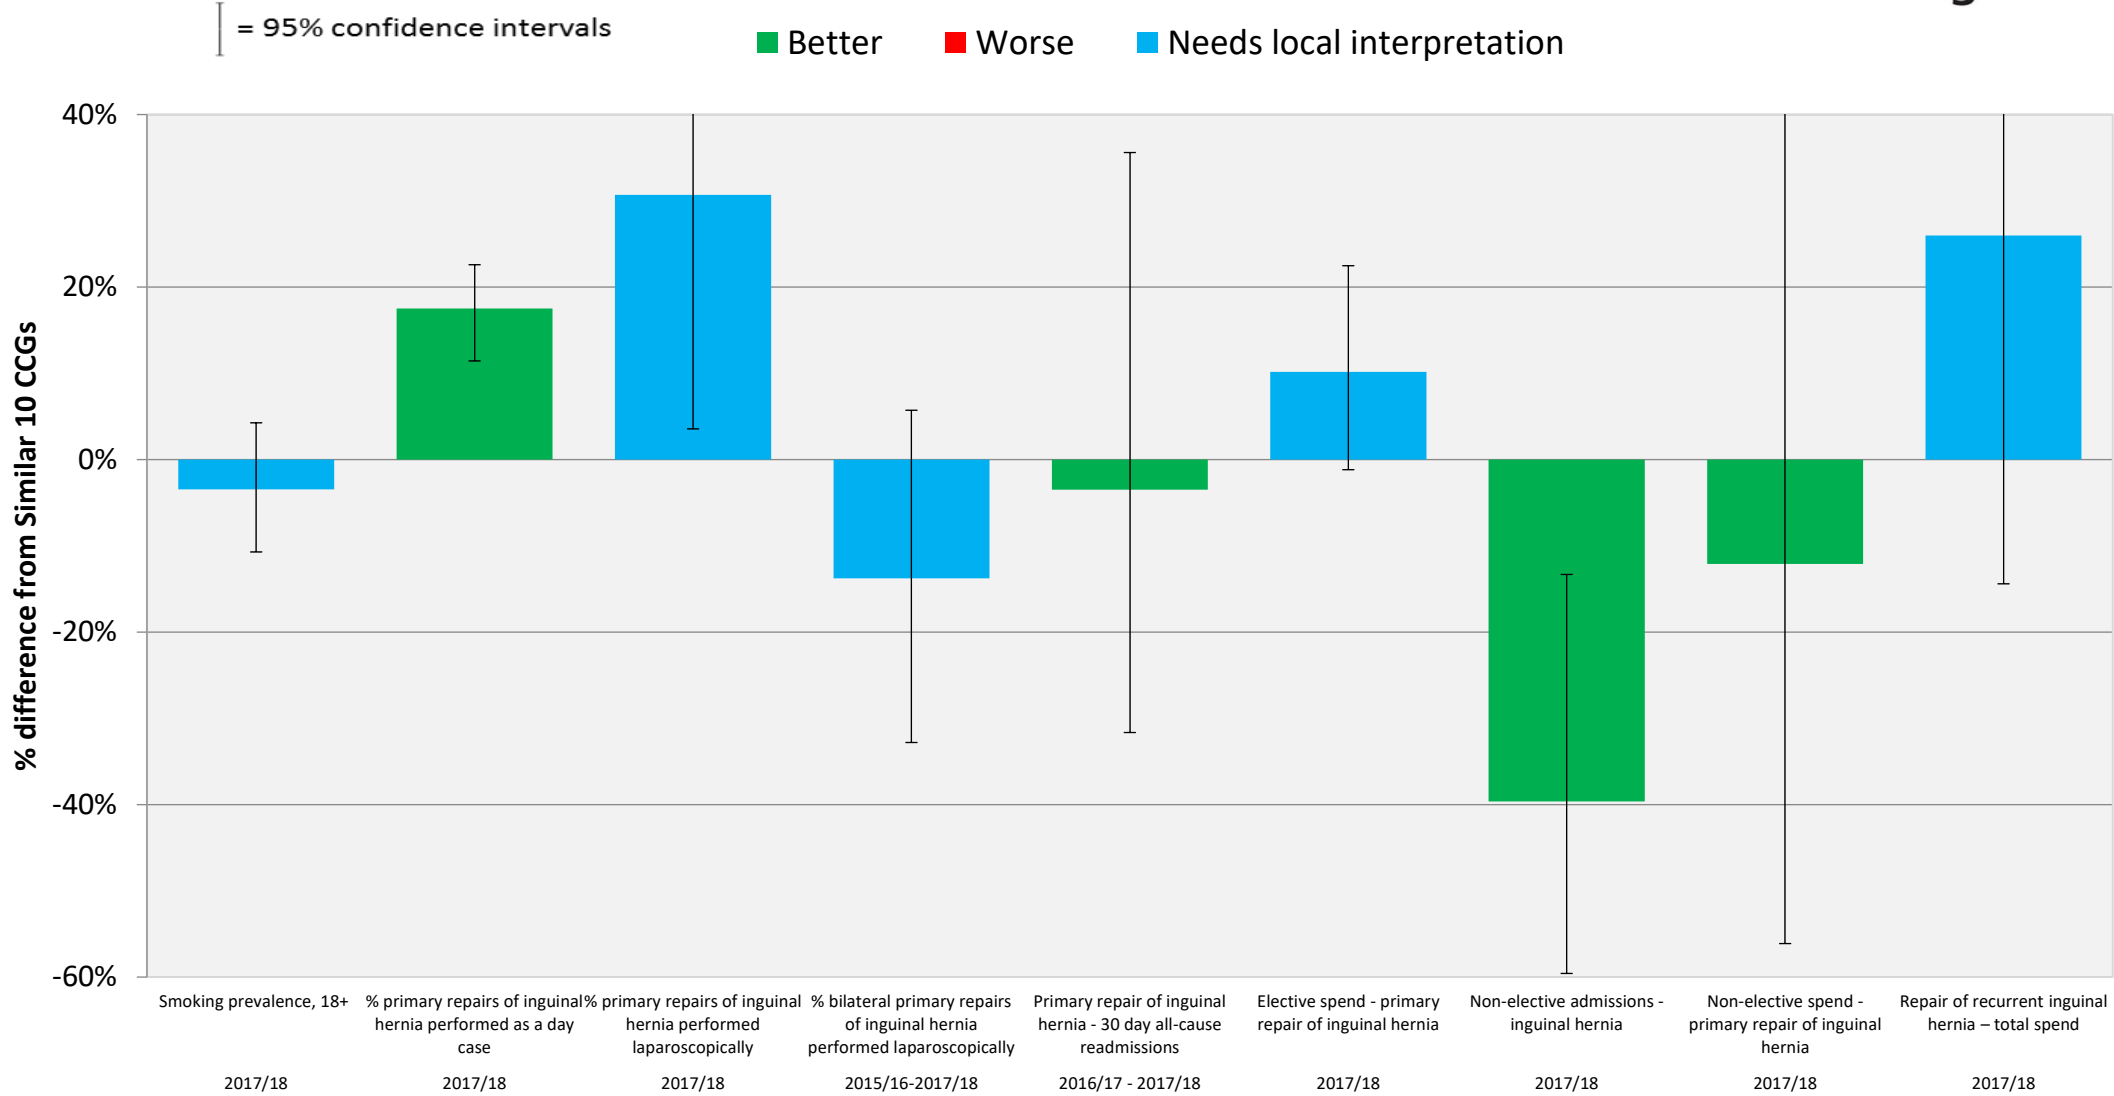 = 95% confidence intervals
Better
Worse
Needs local interpretation
% difference from Similar 10 CCGs
40%
20%
0%
-20%
-40%
-60%
Smoking prevalence, 18+
2017/18
% primary repairs of inguinal
hernia performed as a day
case
2017/18
% primary repairs of inguinal
hernia performed
laparoscopically
2017/18
% bilateral primary repairs
of inguinal hernia
performed laparoscopically
2015/16-2017/18
Primary repair of inguinal
hernia - 30 day all-cause
readmissions
2016/17 - 2017/18
Elective spend - primary
repair of inguinal hernia
2017/18
Non-elective admissions -
inguinal hernia
2017/18
Non-elective spend -
primary repair of inguinal
hernia
2017/18
Repair of recurrent inguinal
hernia – total spend
2017/18